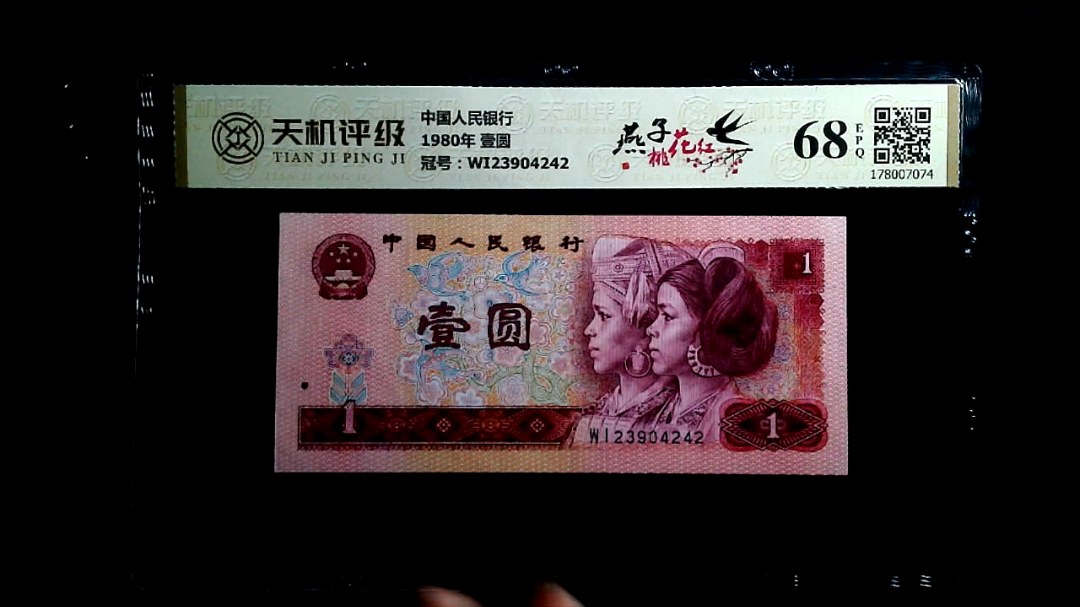 天机评级
TIAN JI PING JI
中国人民银行
1980年 壹圆
冠号：WI23904242
燕子
桃花红
68 EPQ
178007074
中国人民银行
1
壹圆
1
WI23904242
1